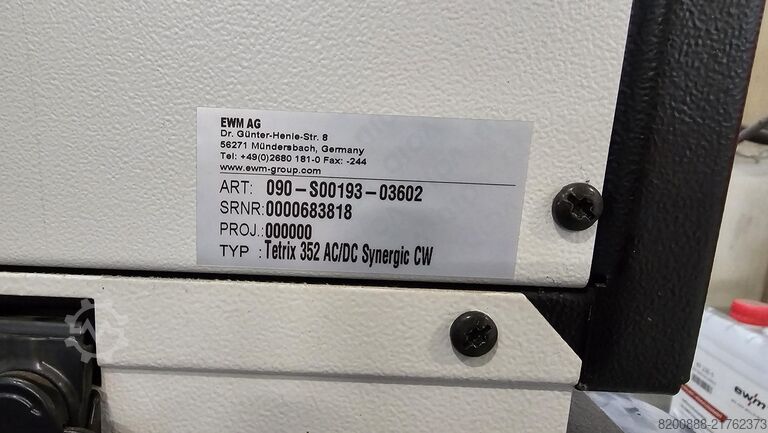 EWM AG
Dr. Günter-Henle-Str. 8
56271 Mündersbach, Germany
Tel: +49(0)2680 181-0 Fax: -244
www.ewm-group.com
ART: 090-S00193-03602
SRNR: 0000683818
PROJ.: 000000
TYP : Tetrix 352 AC/DC Synergic CW
ewm
8200888-21762373